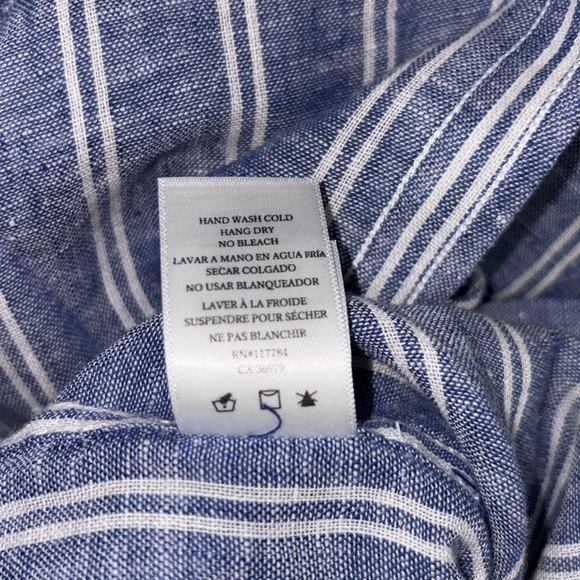 HAND WASH COLD
HANG DRY
NO BLEACH
LAVAR A MANO EN AGUA FRÍA
SECAR COLGADO
NO USAR BLANQUEADOR
LAVER À LA FROIDE
SUSPENDRE POUR SÉCHER
NE PAS BLANCHIR
RN#117784
CA 36979